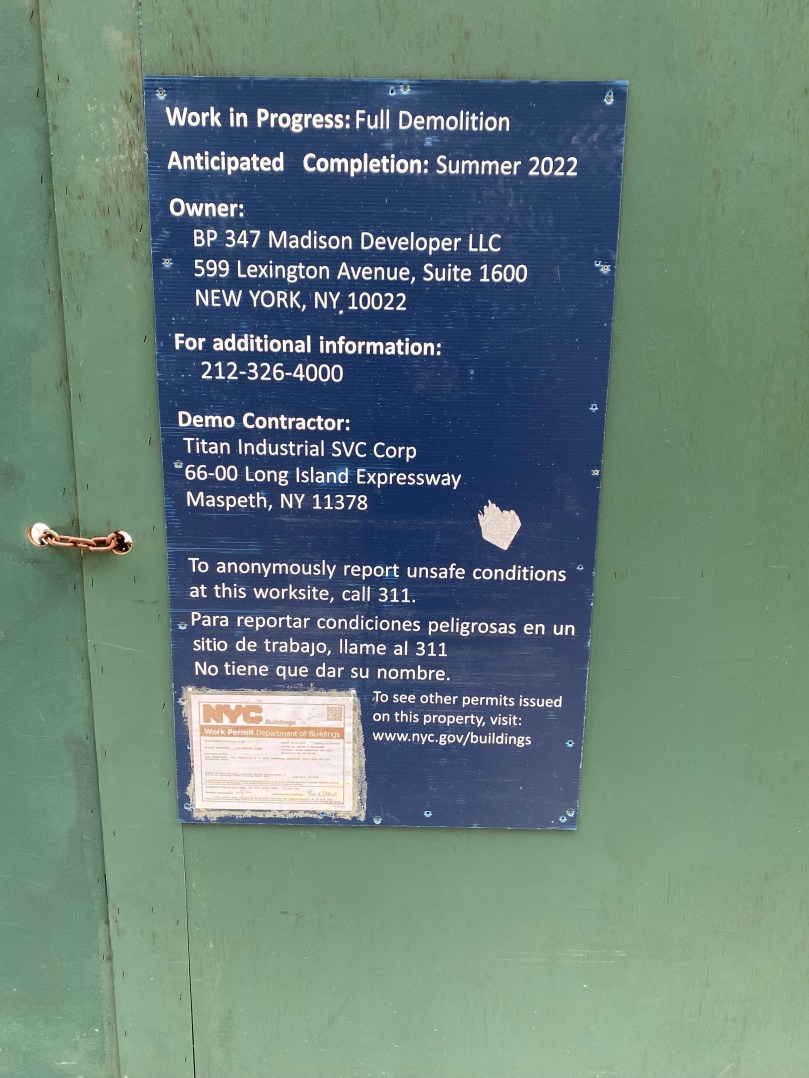 Work in Progress: Full Demolition
Anticipated Completion: Summer 2022
Owner:
BP 347 Madison Developer LLC
599 Lexington Avenue, Suite 1600
NEW YORK, NY 10022
For additional information:
212-326-4000
Demo Contractor:
Titan Industrial SVC Corp
66-00 Long Island Expressway
Maspeth, NY 11378
To anonymously report unsafe conditions
at this worksite, call 311.
Para reportar condiciones peligrosas en un
sitio de trabajo, llame al 311
No tiene que dar su nombre.
To see other permits issued
on this property, visit:
www.nyc.gov/buildings
NYC Buildings
Work Permit Department of Buildings